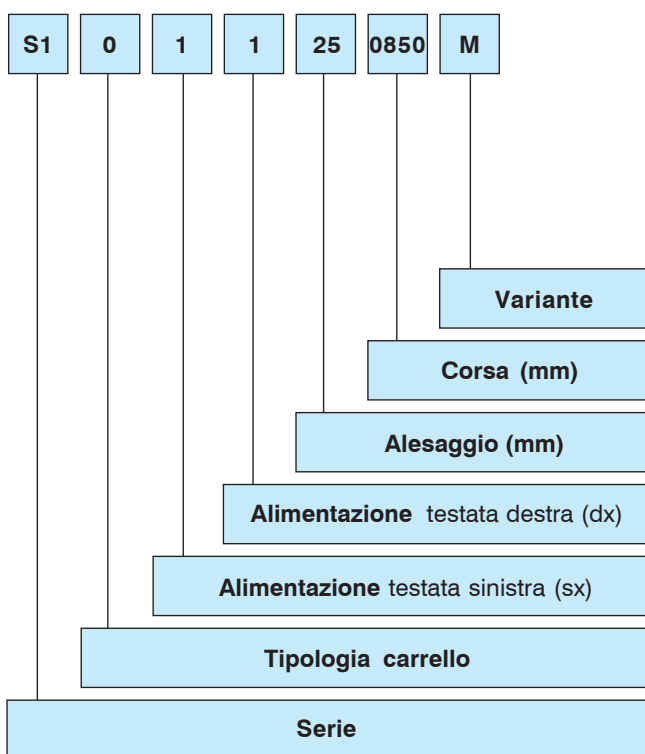 S1 0 1 1 25 0850 M
Variante
Corsa (mm)
Alesaggio (mm)
Alimentazione testata destra (dx)
Alimentazione testata sinistra (sx)
Tipologia carrello
Serie